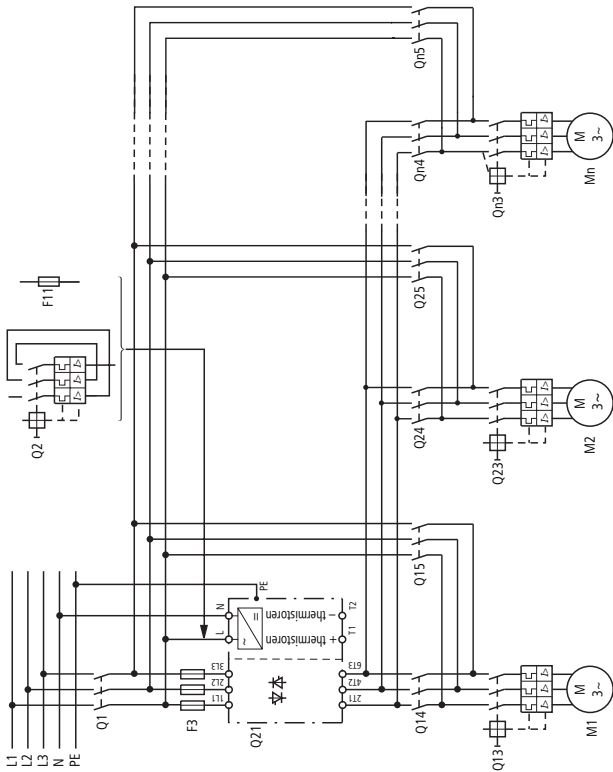 L1
L2
L3
N
PE
Q1
F3
1L1
2L2
3L3
L
N
PE
~
=
+ thermistoren
− thermistoren
T1
T2
Q21
2T1
4T2
6T3
Q2
I>
I>
I>
F11
Q14
Q15
Q13
I>
I>
I>
M
3~
M1
Q24
Q25
Q23
I>
I>
I>
M
3~
M2
Qn4
Qn5
Qn3
I>
I>
I>
M
3~
Mn